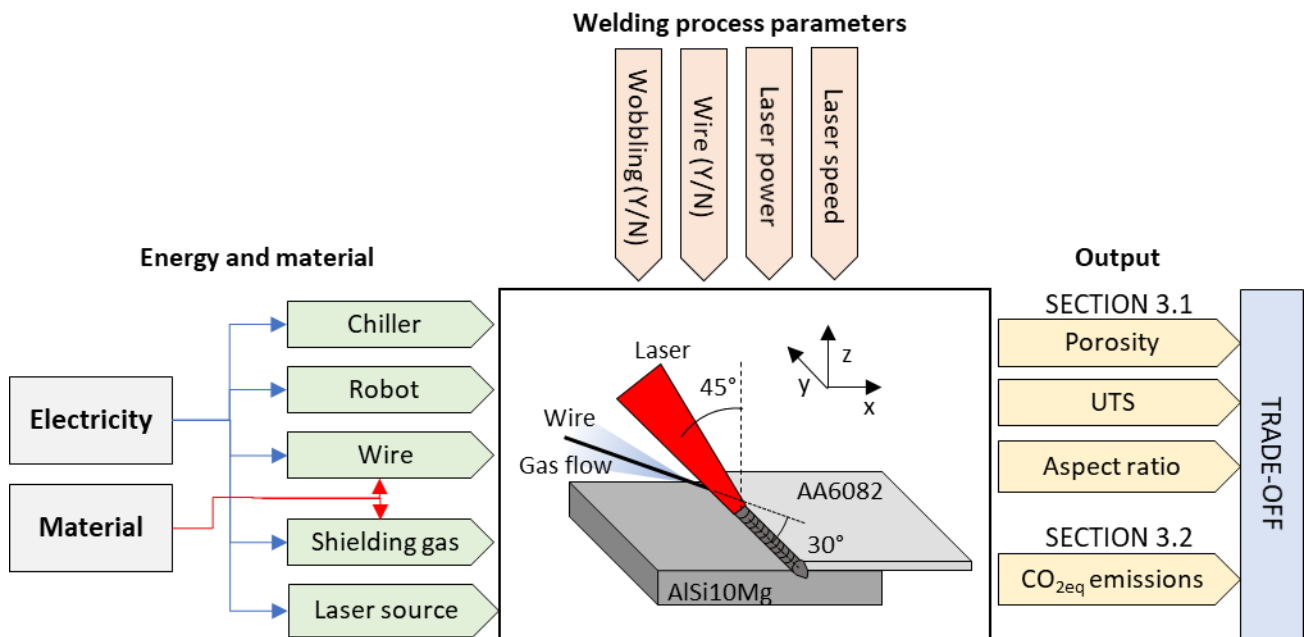 Welding process parameters
Wobbling (Y/N)
Wire (Y/N)
Laser power
Laser speed
Energy and material
Output
Electricity
Material
Chiller
Robot
Wire
Shielding gas
Laser source
Laser
45°
z
y
x
Wire
Gas flow
AA6082
30°
AlSi10Mg
SECTION 3.1
Porosity
UTS
Aspect ratio
SECTION 3.2
CO2eq emissions
TRADE-OFF